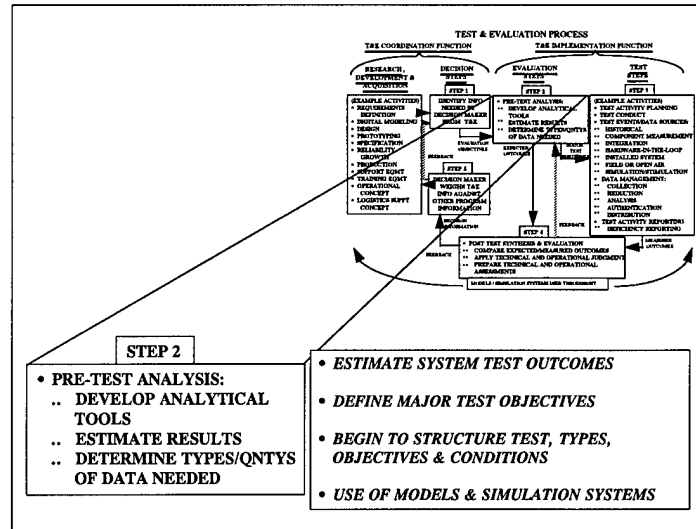 TEST & EVALUATION PROCESS
T&E COORDINATION FUNCTION
T&E IMPLEMENTATION FUNCTION
RESEARCH,
DEVELOPMENT &
ACQUISITION
DECISION
STEPS
EVALUATION
STEPS
TEST
STEPS
(EXAMPLE ACTIVITIES)
• REQUIREMENTS
DEFINITION
• DIGITAL MODELING
• DESIGN
• PROTOTYPING
• SPECIFICATION
• RELIABILITY
GROWTH
• PRODUCTION
• SUPPORT EQMT
• TRAINING EQMT
• OPERATIONAL
CONCEPT
• LOGISTICS SUPPT
CONCEPT
STEP 1
IDENTIFY INFO
NEEDED BY
DECISION MAKER
FROM T&E
EVALUATION
OBJECTIVES
FEEDBACK
STEP 5
DECISION MAKER
WEIGHS T&E
INFO AGAINST
OTHER PROGRAM
INFORMATION
FEEDBACK
STEP 2
• PRE-TEST ANALYSIS:
.. DEVELOP ANALYTICAL
TOOLS
.. ESTIMATE RESULTS
.. DETERMINE TYPES/QNTYS
OF DATA NEEDED
EXPECTED
OUTCOMES
MAJOR
TEST
FEEDBACK
STEP 3
(EXAMPLE ACTIVITIES)
• TEST ACTIVITY PLANNING
• TEST CONDUCT
• TEST EVENTS/DATA SOURCES:
.. HISTORICAL
.. COMPONENT MEASUREMENT
.. INTEGRATION
.. HARDWARE-IN-THE-LOOP
.. INSTALLED SYSTEM
.. FIELD OR OPEN AIR
.. SIMULATION/STIMULATION
• DATA MANAGEMENT:
.. COLLECTION
.. REDUCTION
.. ANALYSIS
.. AUTHENTICATION
.. DISTRIBUTION
• TEST ACTIVITY REPORTING
.. DEFICIENCY REPORTING
STEP 4
• POST TEST SYNTHESIS & EVALUATION
.. COMPARE EXPECTED/MEASURED OUTCOMES
.. APPLY TECHNICAL AND OPERATIONAL JUDGMENT
.. PREPARE TECHNICAL AND OPERATIONAL
ASSESSMENTS
MEASURED
OUTCOMES
MODELS / SIMULATION SYSTEMS USED THROUGHOUT
STEP 2
• PRE-TEST ANALYSIS:
.. DEVELOP ANALYTICAL
TOOLS
.. ESTIMATE RESULTS
.. DETERMINE TYPES/QNTYS
OF DATA NEEDED
• ESTIMATE SYSTEM TEST OUTCOMES
• DEFINE MAJOR TEST OBJECTIVES
• BEGIN TO STRUCTURE TEST, TYPES,
OBJECTIVES & CONDITIONS
• USE OF MODELS & SIMULATION SYSTEMS